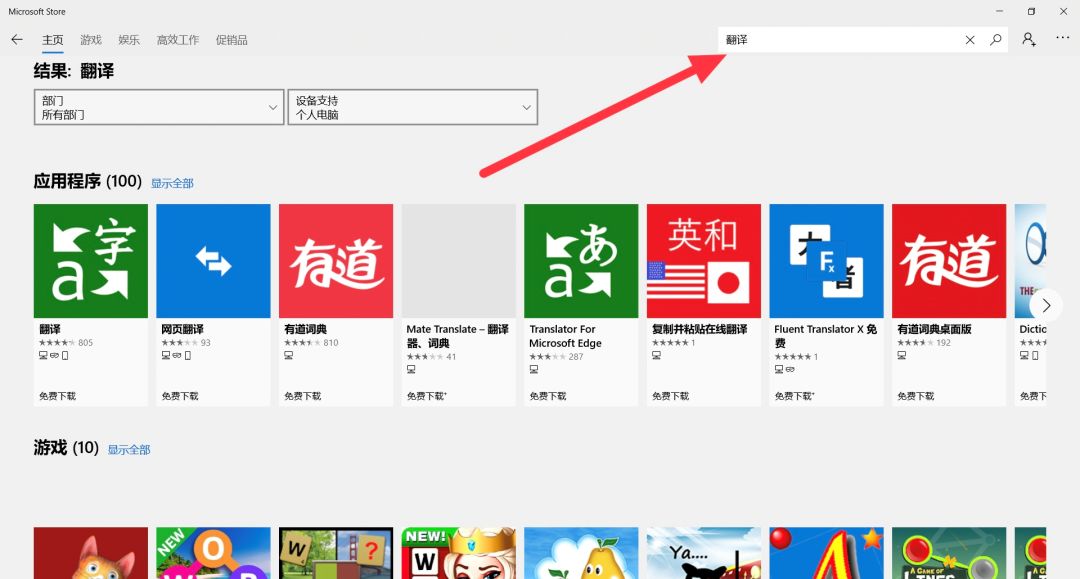 Microsoft Store
主页 游戏 娱乐 高效工作 促销品
翻译
结果: 翻译
部门
所有部门
设备支持
个人电脑
应用程序 (100) 显示全部
字
a
有道
あ
a
英和
F
x
者
有道
THE
翻译
805
免费下载
网页翻译
93
免费下载
有道词典
810
免费下载
Mate Translate – 翻译
器、词典
41
免费下载*
Translator For
Microsoft Edge
287
免费下载
复制并粘贴在线翻译
1
免费下载
Fluent Translator X 免
费
1
免费下载*
有道词典桌面版
192
免费下载
Dictio
免费下
游戏 (10) 显示全部
NEW
O
W
?
NEW!
W
Ya....
A GAME OF